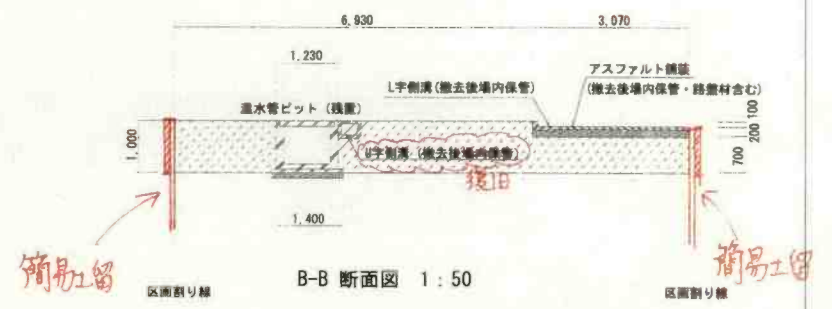 6,930
3,070
1,230
アスファルト舗装
L字側溝(撤去後場内保管)
(撤去後場内保管・路盤材含む)
温水管ピット(残置)
100
200
700
1,000
U字側溝(撤去後場内保管)
復旧
1,400
簡易土留
簡易土留
B-B 断面図 1:50
区画割り線
区画割り線